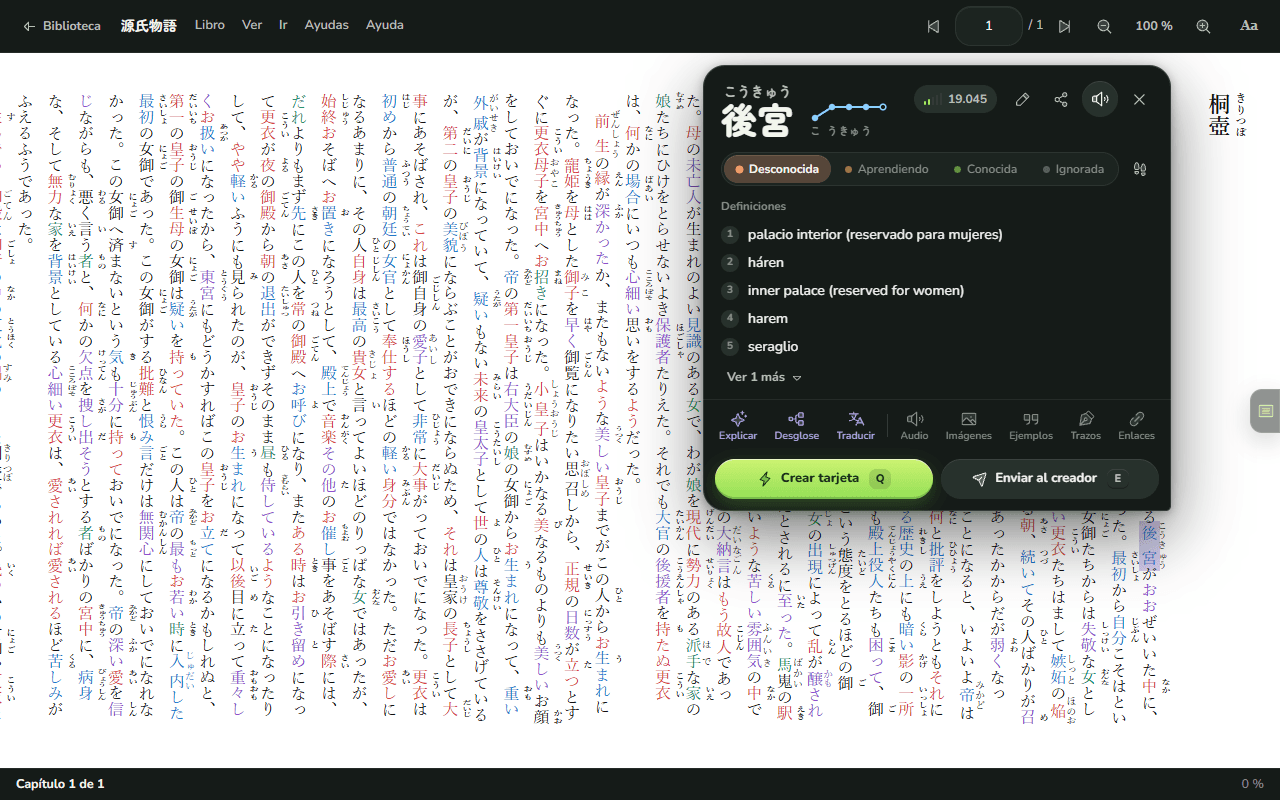 Biblioteca
源氏物語
Libro Ver Ir Ayudas Ayuda
1 / 1
100 %
Aa
きりつぼ
桐壺
こうきゅう
後宮
こ うきゅう
19.045
Desconocida Aprendiendo Conocida Ignorada
Definiciones
1 palacio interior (reservado para mujeres)
2 háren
3 inner palace (reserved for women)
4 harem
5 seraglio
Ver 1 más
Explicar Desglose Traducir Audio Imágenes Ejemplos Trazos Enlaces
Crear tarjeta Q
Enviar al creador E
る後宮がおおぜいいた中に、
った。最初から自分こそはとい
女御たちからは失敬な女とし
い更衣たちはまして嫉妬の焔
る朝、続いてその人ばかりが召
あったからだが弱くなっ
ことになると、いよいよ帝は
何と批評をしようともそれに
る歴史の上にも暗い影の一所
も殿上役人たちも困って、御
いう態度をとるほどの御
女の出現によって乱が醸され
とされるに至った。馬鬼の駅
ような苦しい雰囲気の中で
の大納言はもう故人であっ
た。母の未亡人が生まれのよい見識のある女で、わが娘を現代に勢力のある派手な家の
娘たちにひけをとらせないよき保護者たりえた。それでも大官の後援者を持たぬ更衣
は、何かの場合にいつも心細い思いをするようだった。
前生の縁が深かったか、またもないような美しい皇子までがこの人からお生まれに
なった。寵姫を母とした御子を早く御覧になりたい思召しから、正規の日数が立つとす
ぐに更衣母子を宮中へお招きになった。小皇子はいかなる美なるものよりも美しいお顔
をしておいでになった。帝の第一皇子は右大臣の娘の女御からお生まれになって、重い
外戚が背景になっていて、疑いもない未来の皇太子として世の人は尊敬をささげている
が、第二の皇子の美貌にならぶことがおできにならぬため、それは皇家の長子として大
事にあそばされ、これは御自身の愛子として非常に大事がっておいでになった。更衣は
初めから普通の朝廷の女官として奉仕するほどの軽い身分ではなかった。ただお愛しに
なるあまりに、その人自身は最高の貴女と言ってよいほどのりっぱな女ではあったが、
始終おそばへお置きになろうとして、殿上で音楽その他のお催し事をあそばす際には、
だれよりもまず先にこの人を常の御殿へお呼びになり、またある時はお引き留めになっ
て更衣が夜の御殿から朝の退出ができずそのまま昼も侍しているようなことになったり
して、やや軽いふうにも見られたのが、皇子のお生まれになって以後目に立って重々し
くお扱いになったから、東宮にもどうかすればこの皇子をお立てになるかもしれぬと、
第一の皇子の御生母の女御は疑いを持っていた。この人は帝の最もお若い時に入内した
最初の女御であった。この女御がする批難と恨み言だけは無関心にしておいでになれな
かった。この女御へ済まないという気も十分に持っておいでになった。帝の深い愛を信
じながらも、悪く言う者と、何かの欠点を捜し出そうとする者ばかりの宮中に、病身
な、そして無力な家を背景としている心細い更衣は、愛されれば愛されるほど苦しみが
ふえるふうであった。
Capítulo 1 de 1
0 %